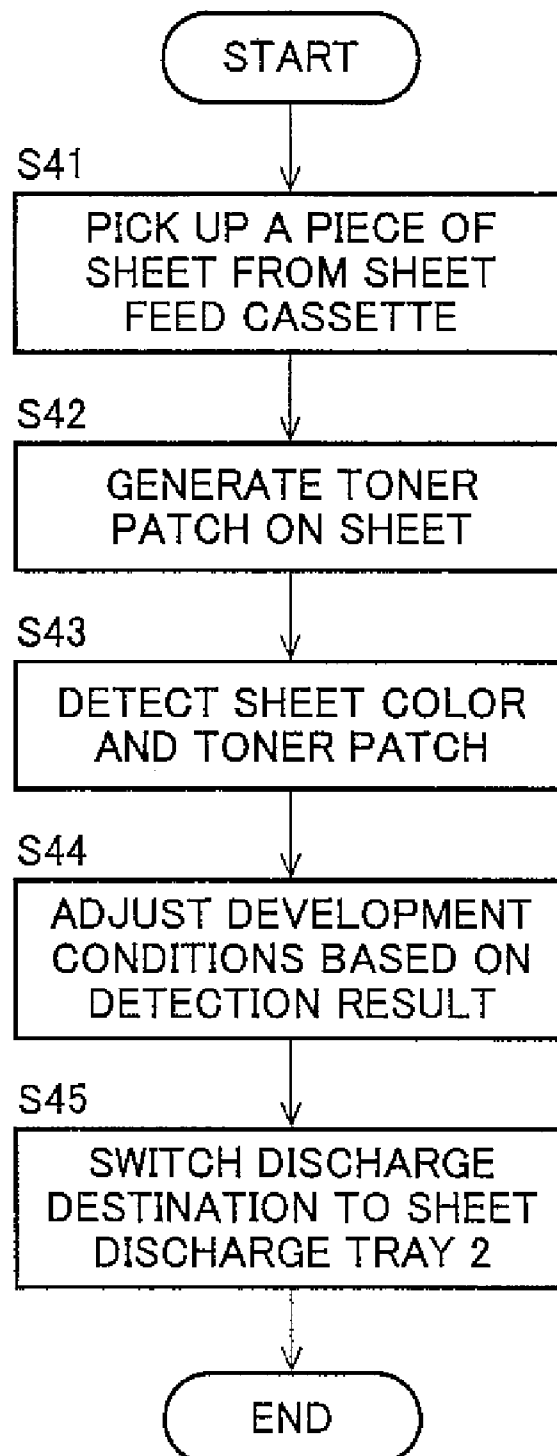 START
S41
PICK UP A PIECE OF
SHEET FROM SHEET
FEED CASSETTE
S42
GENERATE TONER
PATCH ON SHEET
S43
DETECT SHEET COLOR
AND TONER PATCH
S44
ADJUST DEVELOPMENT
CONDITIONS BASED ON
DETECTION RESULT
S45
SWITCH DISCHARGE
DESTINATION TO SHEET
DISCHARGE TRAY 2
END